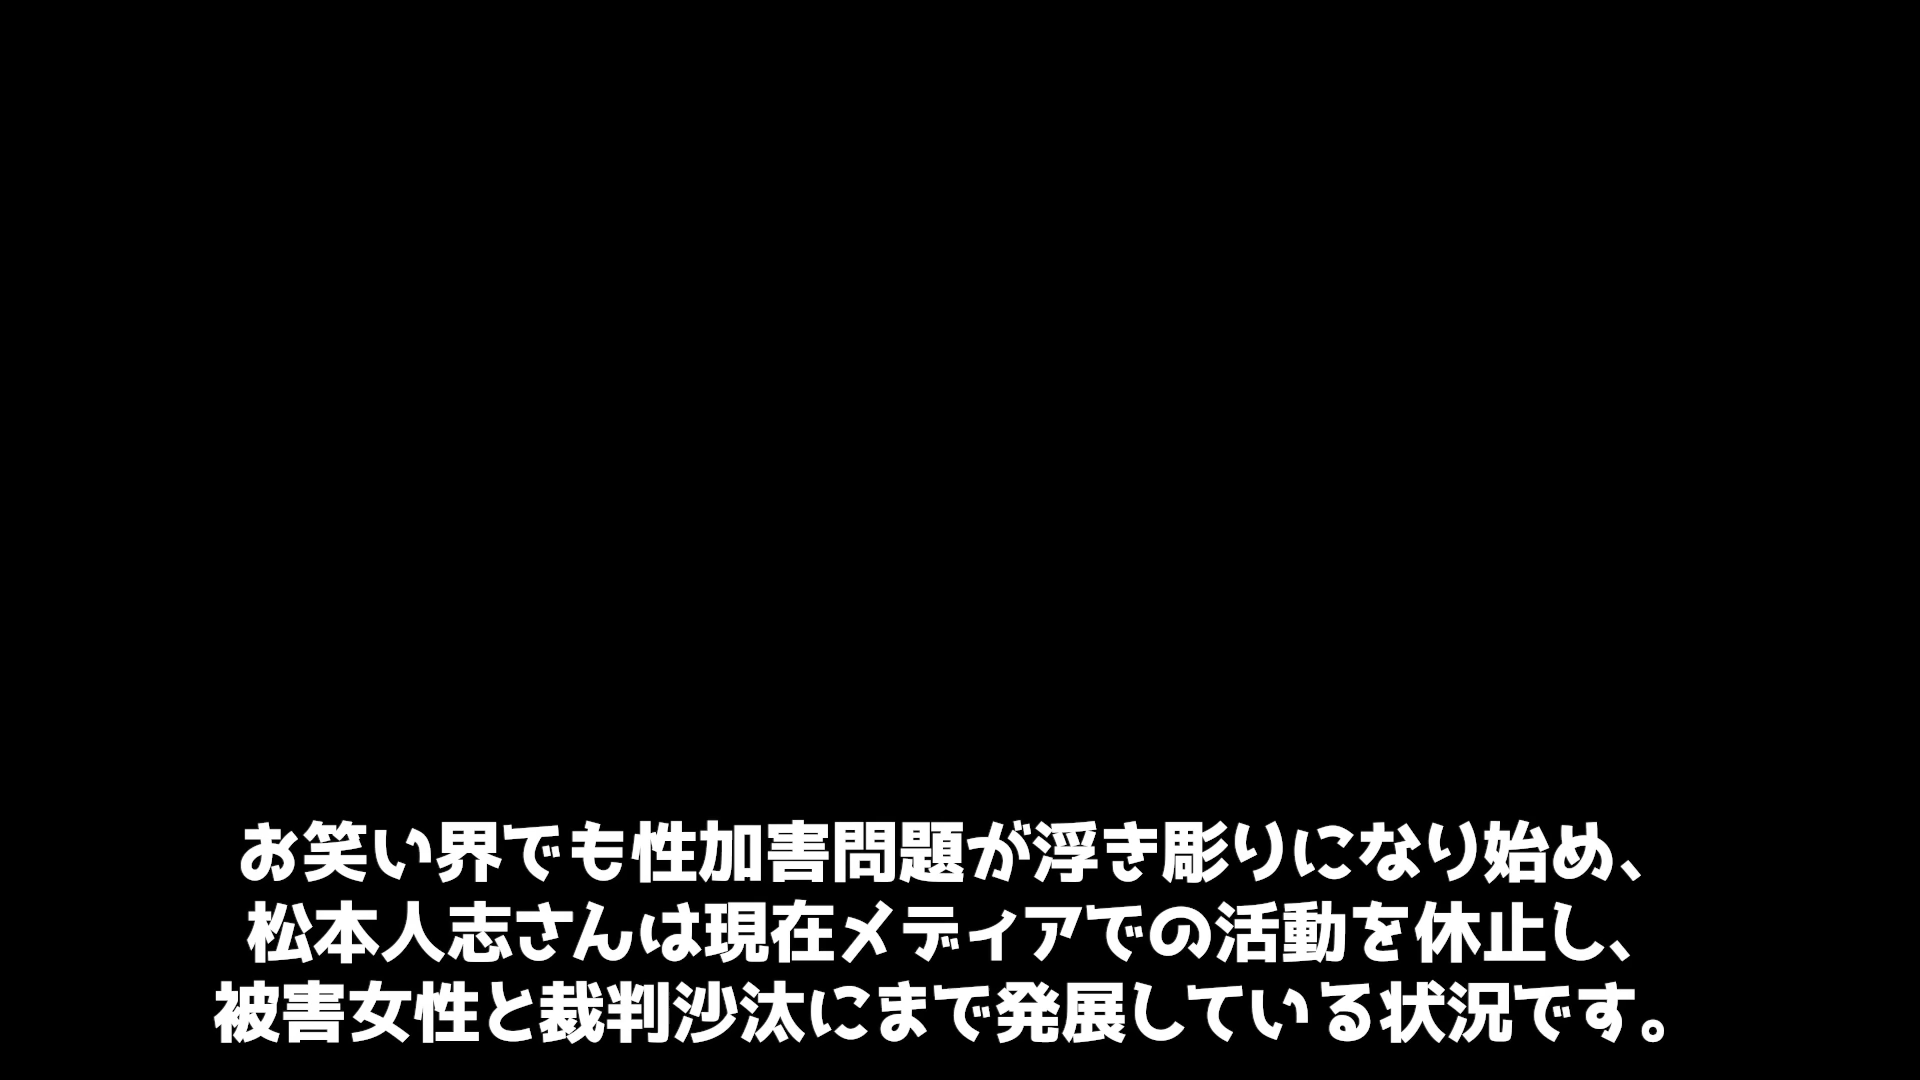 お笑い界でも性加害問題が浮き彫りになり始め、
松本人志さんは現在メディアでの活動を休止し、
被害女性と裁判沙汰にまで発展している状況です。